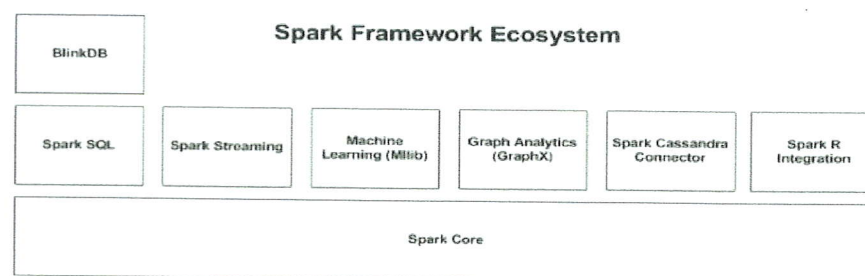 Spark Framework Ecosystem
BlinkDB
Spark SQL
Spark Streaming
Machine
Learning (Mllib)
Graph Analytics
(GraphX)
Spark Cassandra
Connector
Spark R
Integration
Spark Core